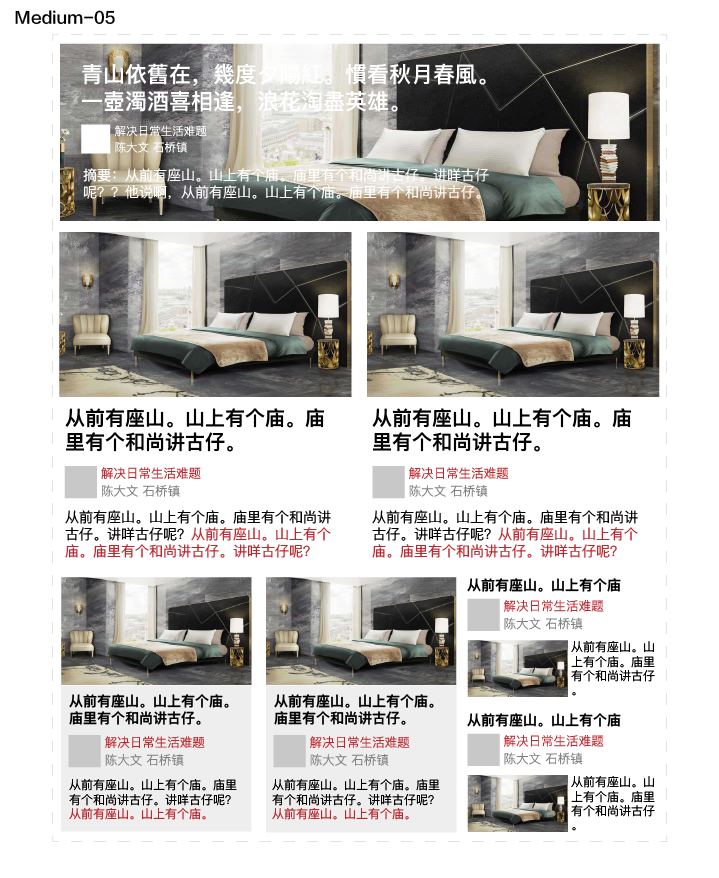 Medium-05
青山依舊在，幾度夕陽紅。慣看秋月春風。
一壺濁酒喜相逢，浪花淘盡英雄。
解决日常生活难题
陈大文 石桥镇
摘要：从前有座山。山上有个庙。庙里有个和尚讲古仔。讲咩古仔
呢？？他说啊，从前有座山。山上有个庙。庙里有个和尚讲古仔。
从前有座山。山上有个庙。庙
里有个和尚讲古仔。
解决日常生活难题
陈大文 石桥镇
从前有座山。山上有个庙。庙里有个和尚讲
古仔。讲咩古仔呢？从前有座山。山上有个
庙。庙里有个和尚讲古仔。讲咩古仔呢？
从前有座山。山上有个庙。庙
里有个和尚讲古仔。
解决日常生活难题
陈大文 石桥镇
从前有座山。山上有个庙。庙里有个和尚讲
古仔。讲咩古仔呢？从前有座山。山上有个
庙。庙里有个和尚讲古仔。讲咩古仔呢？
从前有座山。山上有个庙。
庙里有个和尚讲古仔。
解决日常生活难题
陈大文 石桥镇
从前有座山。山上有个庙。庙里
有个和尚讲古仔。讲咩古仔呢？
从前有座山。山上有个庙。
从前有座山。山上有个庙。
庙里有个和尚讲古仔。
解决日常生活难题
陈大文 石桥镇
从前有座山。山上有个庙。庙里
有个和尚讲古仔。讲咩古仔呢？
从前有座山。山上有个庙。
从前有座山。山上有个庙
解决日常生活难题
陈大文 石桥镇
从前有座山。山
上有个庙。庙里
有个和尚讲古仔
。
从前有座山。山上有个庙
解决日常生活难题
陈大文 石桥镇
从前有座山。山
上有个庙。庙里
有个和尚讲古仔
。